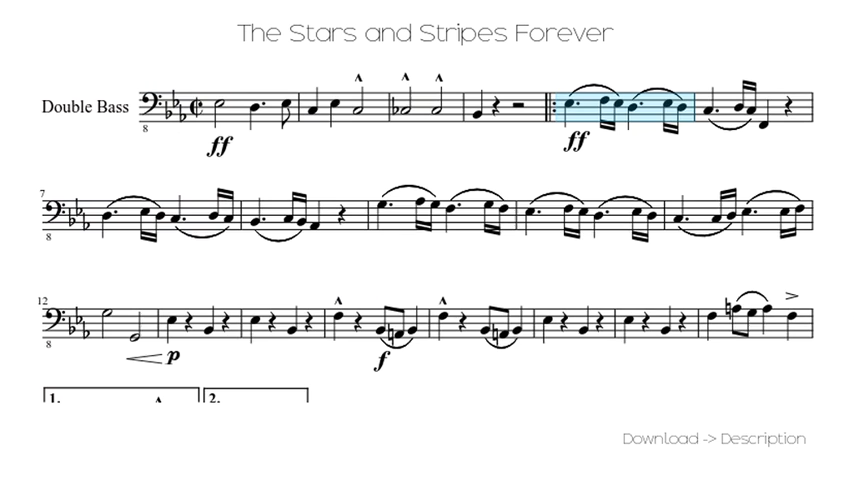 The Stars and Stripes Forever
Double Bass
8
ff
ff
7
8
12
8
p
f
1.
2.
Download -> Description